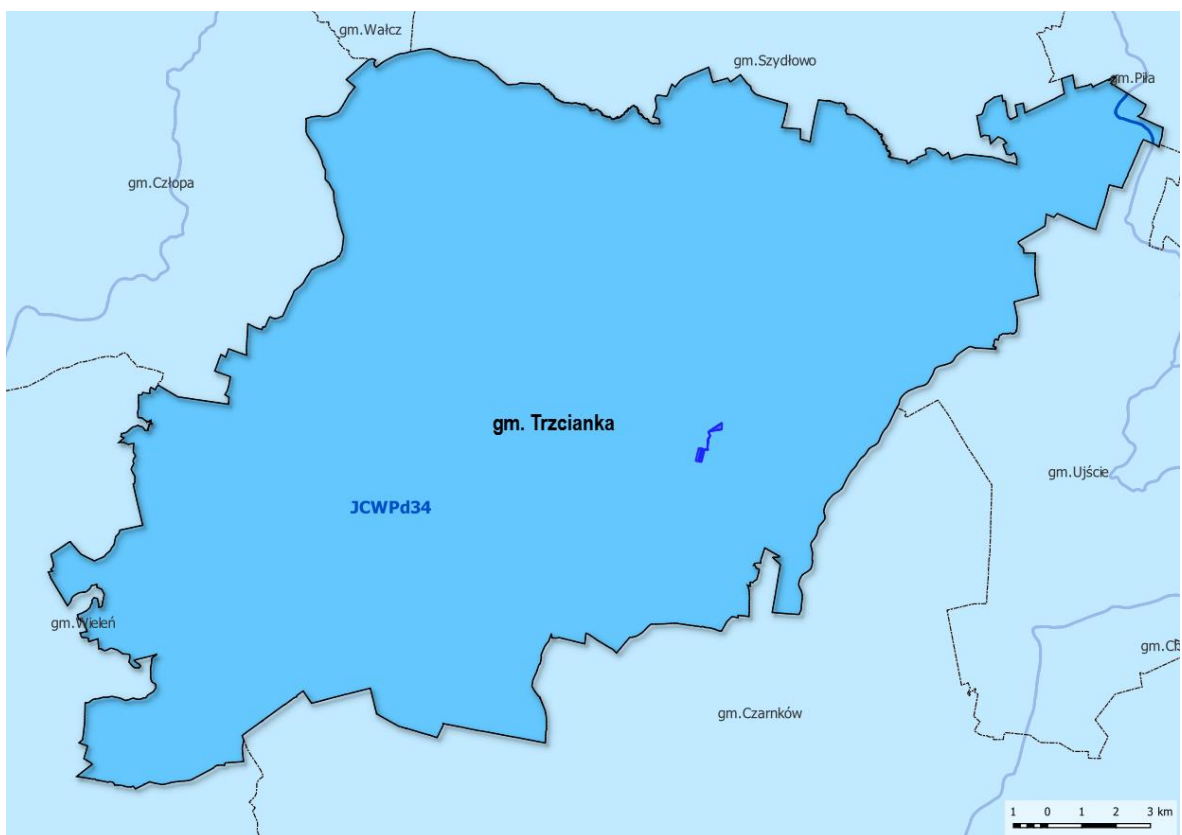 gm.Wałcz
gm.Szydłowo
gm.Piła
gm.Człopa
gm. Trzcianka
gm.Ujście
JCWPd34
gm.Wieleń
gm.Czarnków
1 0 1 2 3 km